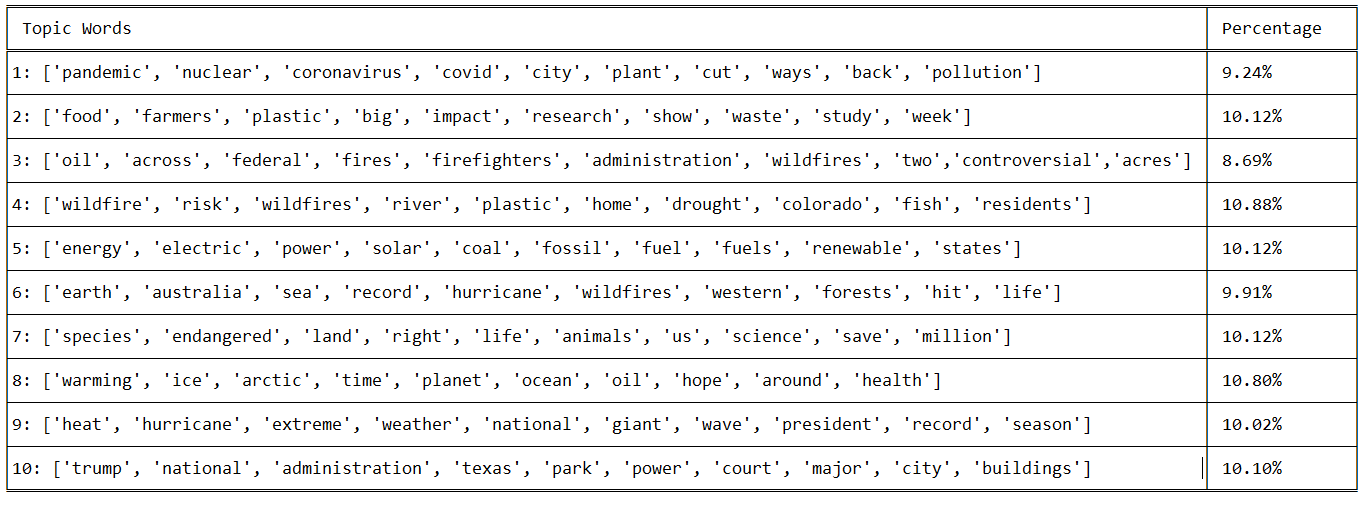 Topic Words Percentage
1: ['pandemic', 'nuclear', 'coronavirus', 'covid', 'city', 'plant', 'cut', 'ways', 'back', 'pollution'] 9.24%
2: ['food', 'farmers', 'plastic', 'big', 'impact', 'research', 'show', 'waste', 'study', 'week'] 10.12%
3: ['oil', 'across', 'federal', 'fires', 'firefighters', 'administration', 'wildfires', 'two','controversial','acres'] 8.69%
4: ['wildfire', 'risk', 'wildfires', 'river', 'plastic', 'home', 'drought', 'colorado', 'fish', 'residents'] 10.88%
5: ['energy', 'electric', 'power', 'solar', 'coal', 'fossil', 'fuel', 'fuels', 'renewable', 'states'] 10.12%
6: ['earth', 'australia', 'sea', 'record', 'hurricane', 'wildfires', 'western', 'forests', 'hit', 'life'] 9.91%
7: ['species', 'endangered', 'land', 'right', 'life', 'animals', 'us', 'science', 'save', 'million'] 10.12%
8: ['warming', 'ice', 'arctic', 'time', 'planet', 'ocean', 'oil', 'hope', 'around', 'health'] 10.80%
9: ['heat', 'hurricane', 'extreme', 'weather', 'national', 'giant', 'wave', 'president', 'record', 'season'] 10.02%
10: ['trump', 'national', 'administration', 'texas', 'park', 'power', 'court', 'major', 'city', 'buildings'] 10.10%